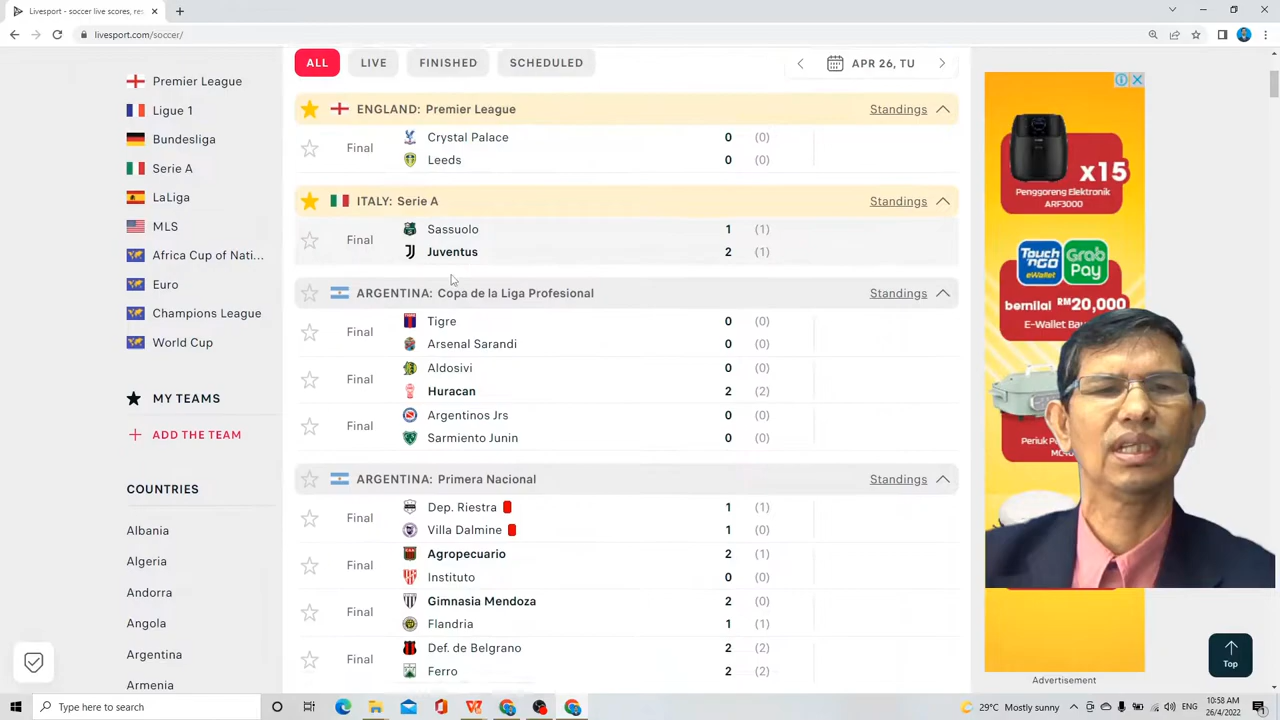 Livesport - soccer live scores, res
livesport.com/soccer/
Premier League
Ligue 1
Bundesliga
Serie A
LaLiga
MLS
Africa Cup of Nati...
Euro
Champions League
World Cup
MY TEAMS
ADD THE TEAM
COUNTRIES
Albania
Algeria
Andorra
Angola
Argentina
Armenia
ALL LIVE FINISHED SCHEDULED APR 26, TU
ENGLAND: Premier League Standings
Final
Crystal Palace 0 (0)
Leeds 0 (0)
ITALY: Serie A Standings
Final
Sassuolo 1 (1)
Juventus 2 (1)
ARGENTINA: Copa de la Liga Profesional Standings
Final
Tigre 0 (0)
Arsenal Sarandi 0 (0)
Final
Aldosivi 0 (0)
Huracan 2 (2)
Final
Argentinos Jrs 0 (0)
Sarmiento Junin 0 (0)
ARGENTINA: Primera Nacional Standings
Final
Dep. Riestra 1 (1)
Villa Dalmine 1 (0)
Final
Agropecuario 2 (1)
Instituto 0 (0)
Final
Gimnasia Mendoza 2 (0)
Flandria 1 (1)
Final
Def. de Belgrano 2 (2)
Ferro 2 (2)
x15
Penggoreng Elektronik
ARF3000
Touch
'n GO
eWallet
Grab
Pay
bernilai RM20,000
E-Wallet
Periuk
Top
Advertisement
Type here to search
29°C Mostly sunny
10:58 AM
26/4/2022